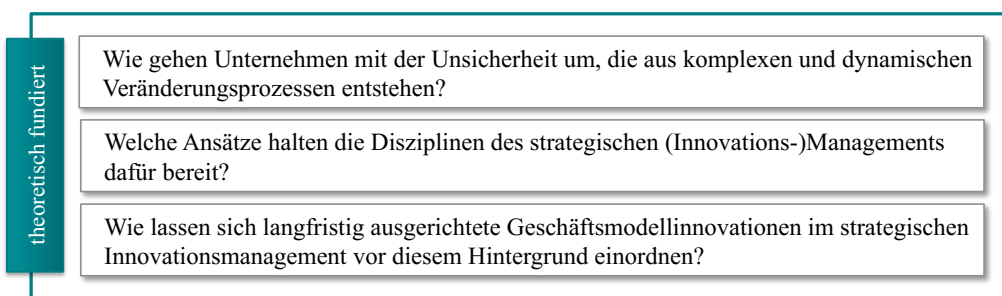 theoretisch fundiert
Wie gehen Unternehmen mit der Unsicherheit um, die aus komplexen und dynamischen
Veränderungsprozessen entstehen?
Welche Ansätze halten die Disziplinen des strategischen (Innovations-)Managements
dafür bereit?
Wie lassen sich langfristig ausgerichtete Geschäftsmodellinnovationen im strategischen
Innovationsmanagement vor diesem Hintergrund einordnen?